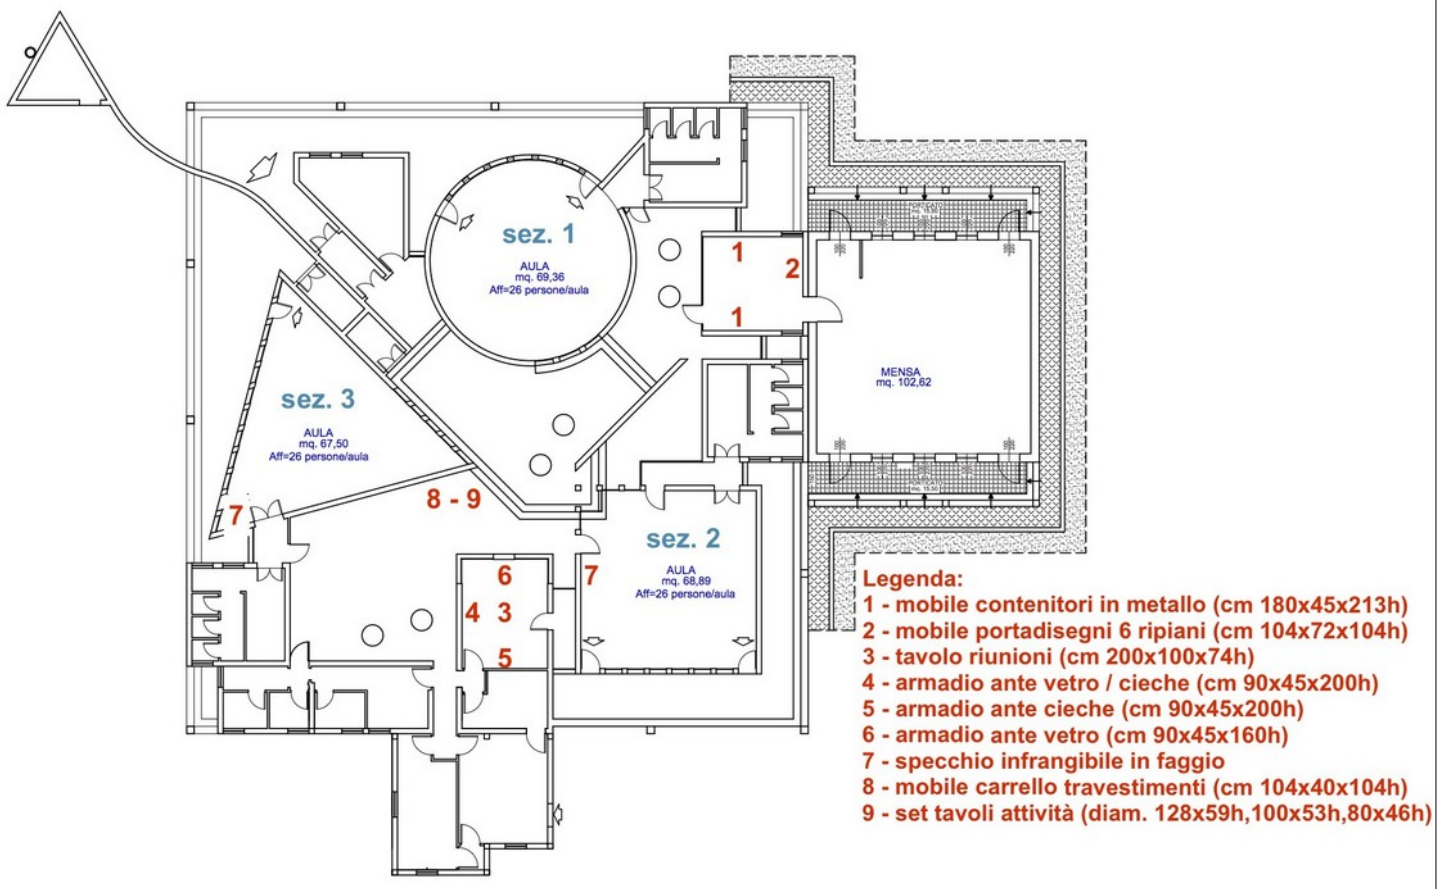 sez. 1
AULA
mq. 69,36
Aff=26 persone/aula
1
2
1
MENSA
mq. 102,62
sez. 3
AULA
mq. 67,50
Aff=26 persone/aula
7
8 - 9
sez. 2
AULA
mq. 68,89
Aff=26 persone/aula
7
6
4 3
5
Legenda:
1 - mobile contenitori in metallo (cm 180x45x213h)
2 - mobile portadisegni 6 ripiani (cm 104x72x104h)
3 - tavolo riunioni (cm 200x100x74h)
4 - armadio ante vetro / cieche (cm 90x45x200h)
5 - armadio ante cieche (cm 90x45x200h)
6 - armadio ante vetro (cm 90x45x160h)
7 - specchio infrangibile in faggio
8 - mobile carrello travestimenti (cm 104x40x104h)
9 - set tavoli attività (diam. 128x59h,100x53h,80x46h)